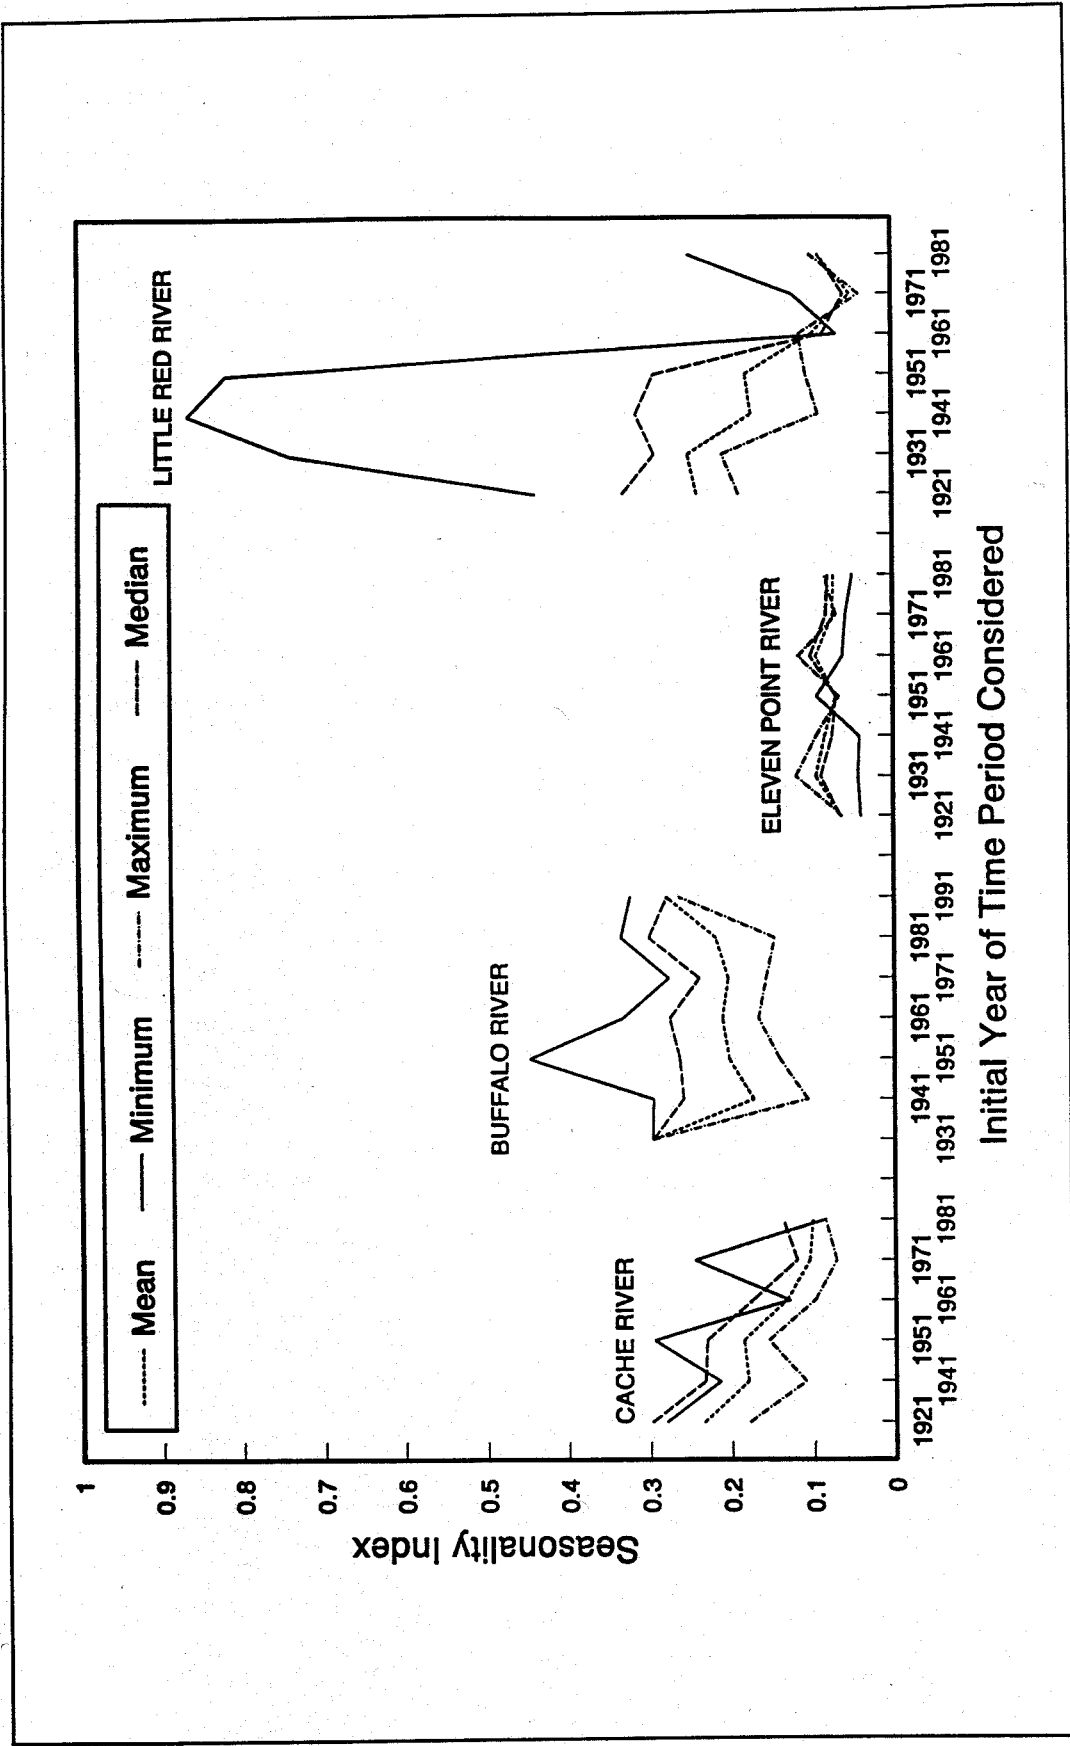 Seasonality Index
1
0.9
0.8
0.7
0.6
0.5
0.4
0.3
0.2
0.1
0
Mean Minimum Maximum Median
CACHE RIVER
BUFFALO RIVER
ELEVEN POINT RIVER
LITTLE RED RIVER
1921 1941 1951 1961 1971 1981
1931 1941 1951 1961 1971 1981 1991
1921 1931 1941 1951 1961 1971 1981
1921 1931 1941 1951 1961 1971 1981
Initial Year of Time Period Considered